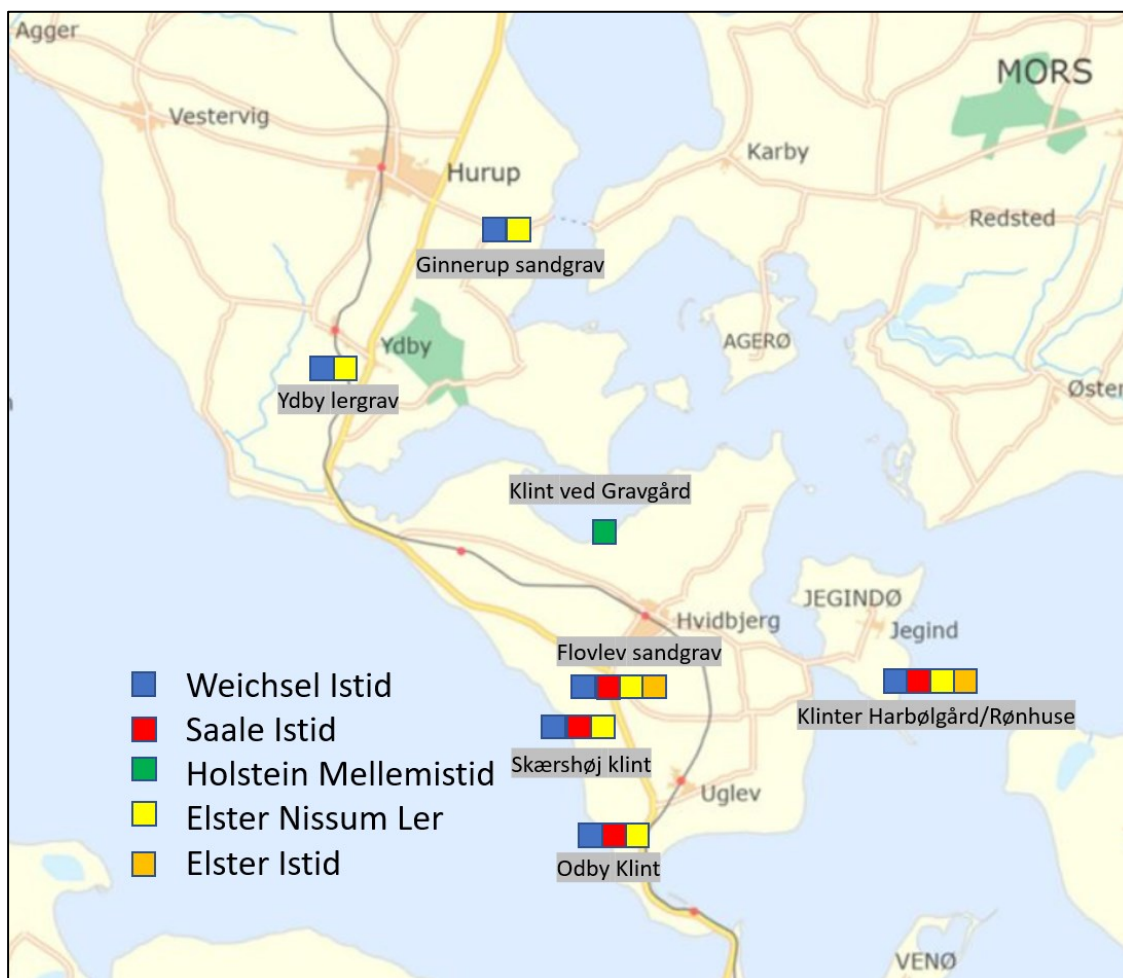 Agger
MORS
Vestervig
Karby
Hurup
Redsted
Ginnerup sandgrav
Ydby
AGERØ
Ydby lergrav
Øster
Klint ved Gravgård
JEGINDØ
Hvidbjerg
Jegind
Flovlev sandgrav
Klinter Harbølgård/Rønhuse
Skærshøj klint
Uglev
Odby Klint
VENØ
Weichsel Istid
Saale Istid
Holstein Mellemistid
Elster Nissum Ler
Elster Istid